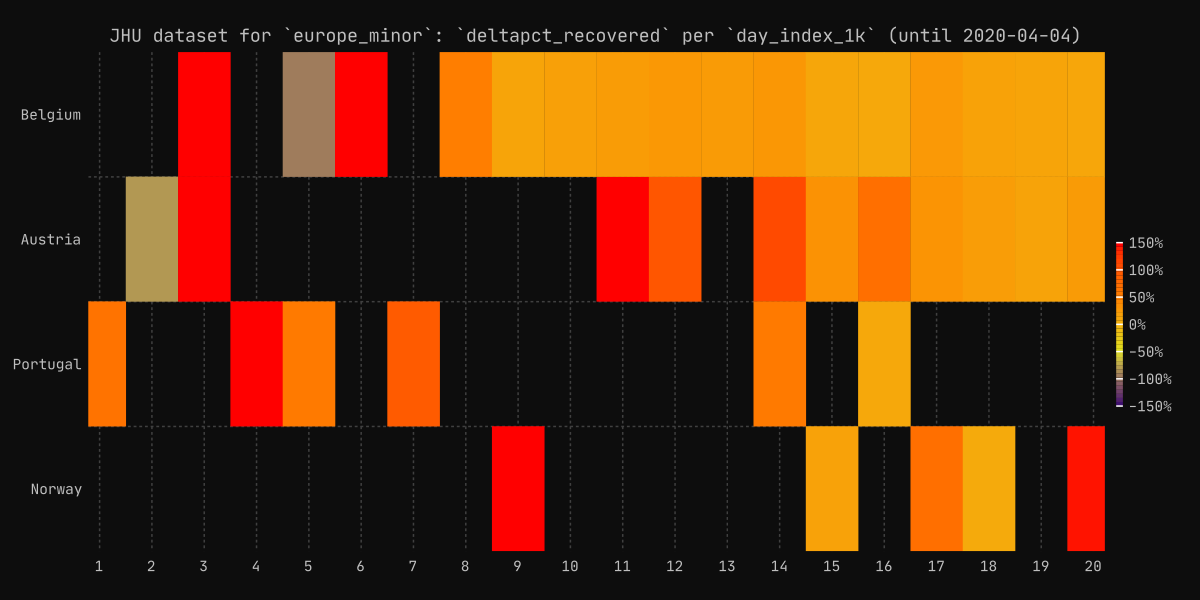 JHU dataset for `europe_minor`: `deltapct_recovered` per `day_index_1k` (until 2020-04-04)
Belgium
Austria
Portugal
Norway
150%
100%
50%
0%
-50%
-100%
-150%
1 2 3 4 5 6 7 8 9 10 11 12 13 14 15 16 17 18 19 20